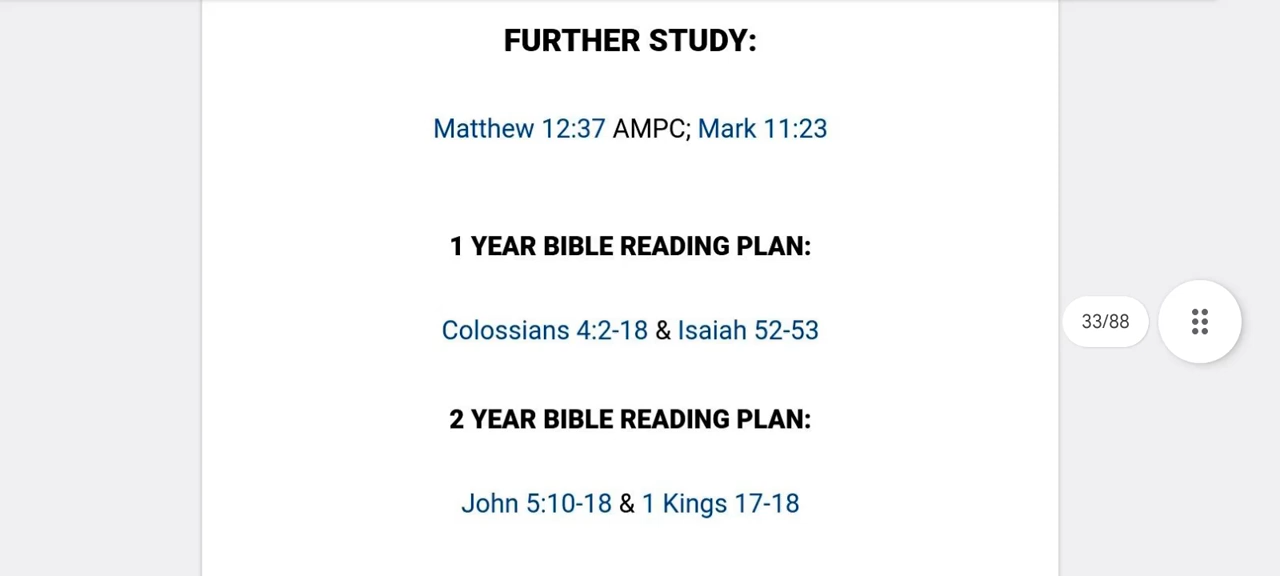 FURTHER STUDY:
Matthew 12:37 AMPC; Mark 11:23
1 YEAR BIBLE READING PLAN:
Colossians 4:2-18 & Isaiah 52-53
33/88
2 YEAR BIBLE READING PLAN:
John 5:10-18 & 1 Kings 17-18